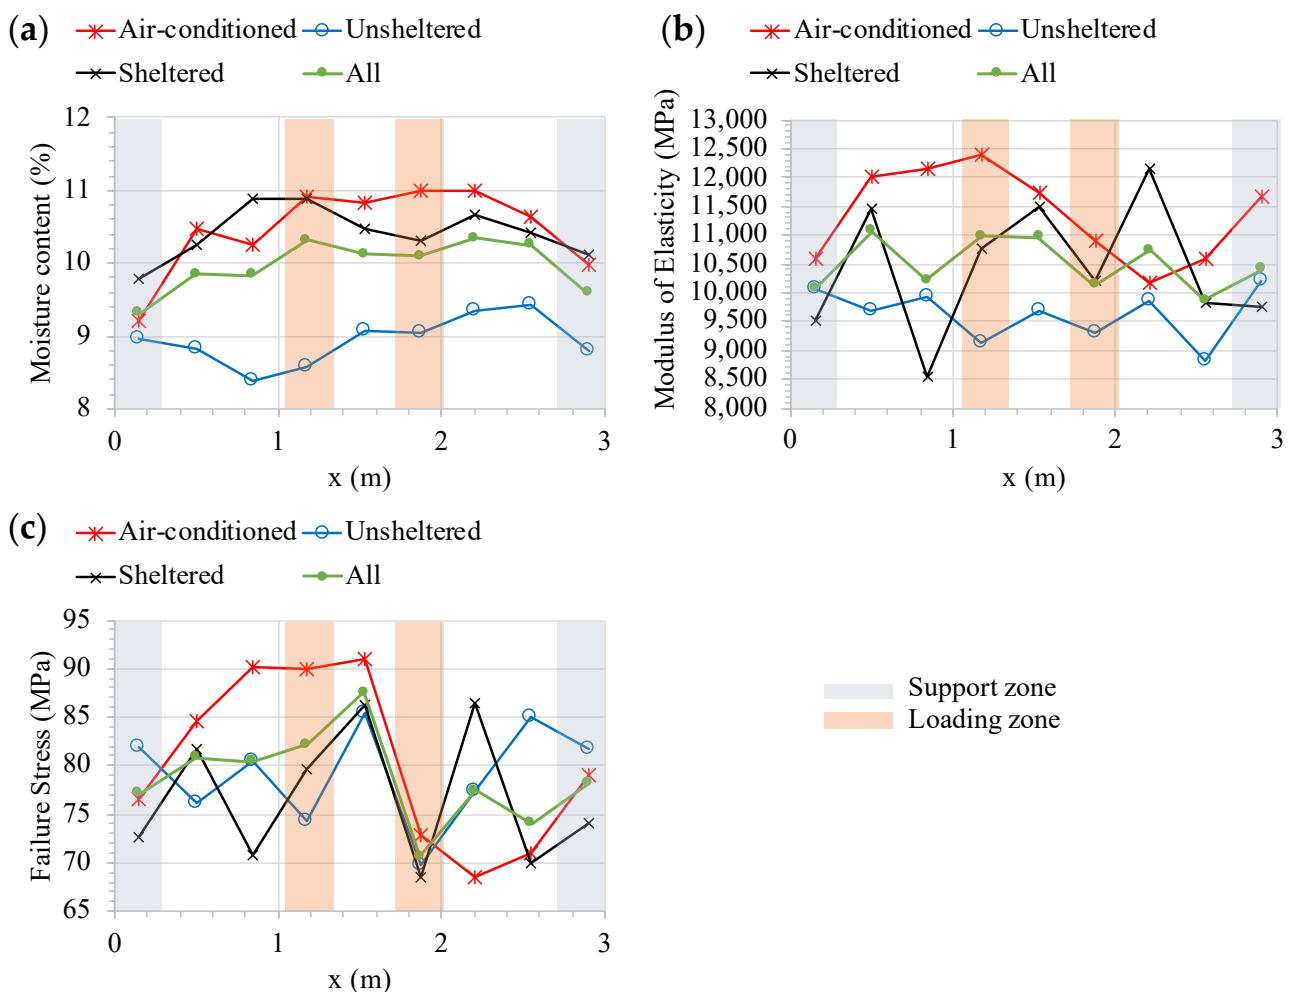 (a) Air-conditioned Unsheltered
Sheltered All
Moisture content (%)
12
11
10
9
8
0 1 2 3
x (m)
(b) Air-conditioned Unsheltered
Sheltered All
Modulus of Elasticity (MPa)
13,000
12,500
12,000
11,500
11,000
10,500
10,000
9,500
9,000
8,500
8,000
0 1 2 3
x (m)
(c) Air-conditioned Unsheltered
Sheltered All
Failure Stress (MPa)
95
90
85
80
75
70
65
0 1 2 3
x (m)
Support zone
Loading zone